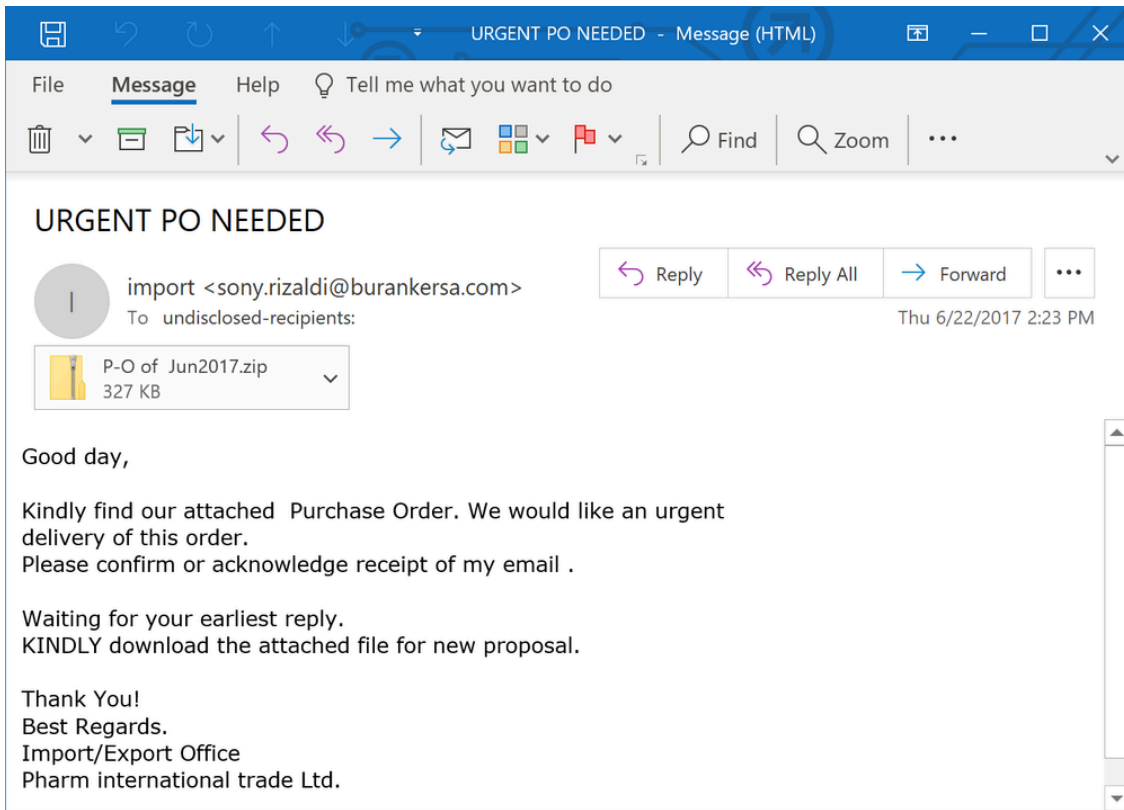 URGENT PO NEEDED - Message (HTML)
File Message Help Tell me what you want to do
Find Zoom
URGENT PO NEEDED
Reply Reply All Forward
I
import <sony.rizaldi@burankersa.com>
To undisclosed-recipients:
Thu 6/22/2017 2:23 PM
P-O of  Jun2017.zip
327 KB
Good day,
Kindly find our attached  Purchase Order. We would like an urgent
delivery of this order.
Please confirm or acknowledge receipt of my email .
Waiting for your earliest reply.
KINDLY download the attached file for new proposal.
Thank You!
Best Regards.
Import/Export Office
Pharm international trade Ltd.